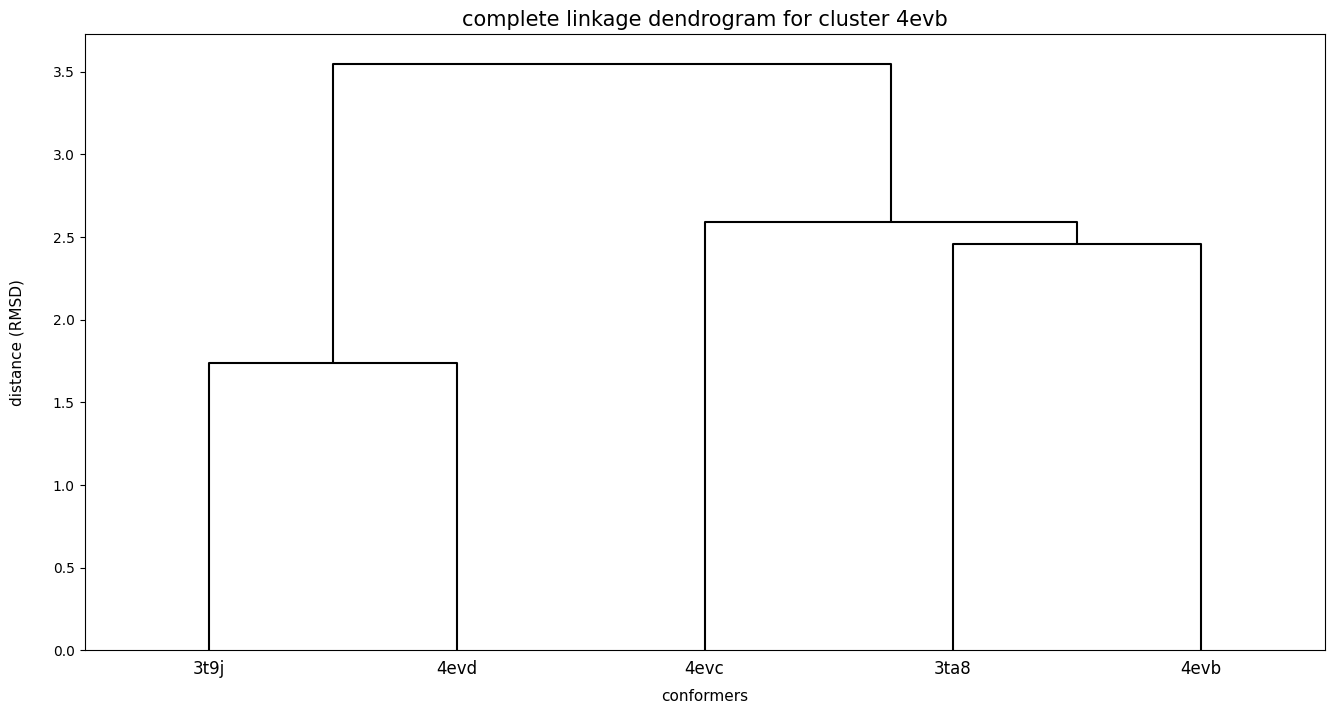 complete linkage dendrogram for cluster 4evb
3.5
3.0
2.5
2.0
1.5
1.0
0.5
0.0
distance (RMSD)
3t9j 4evd 4evc 3ta8 4evb
conformers